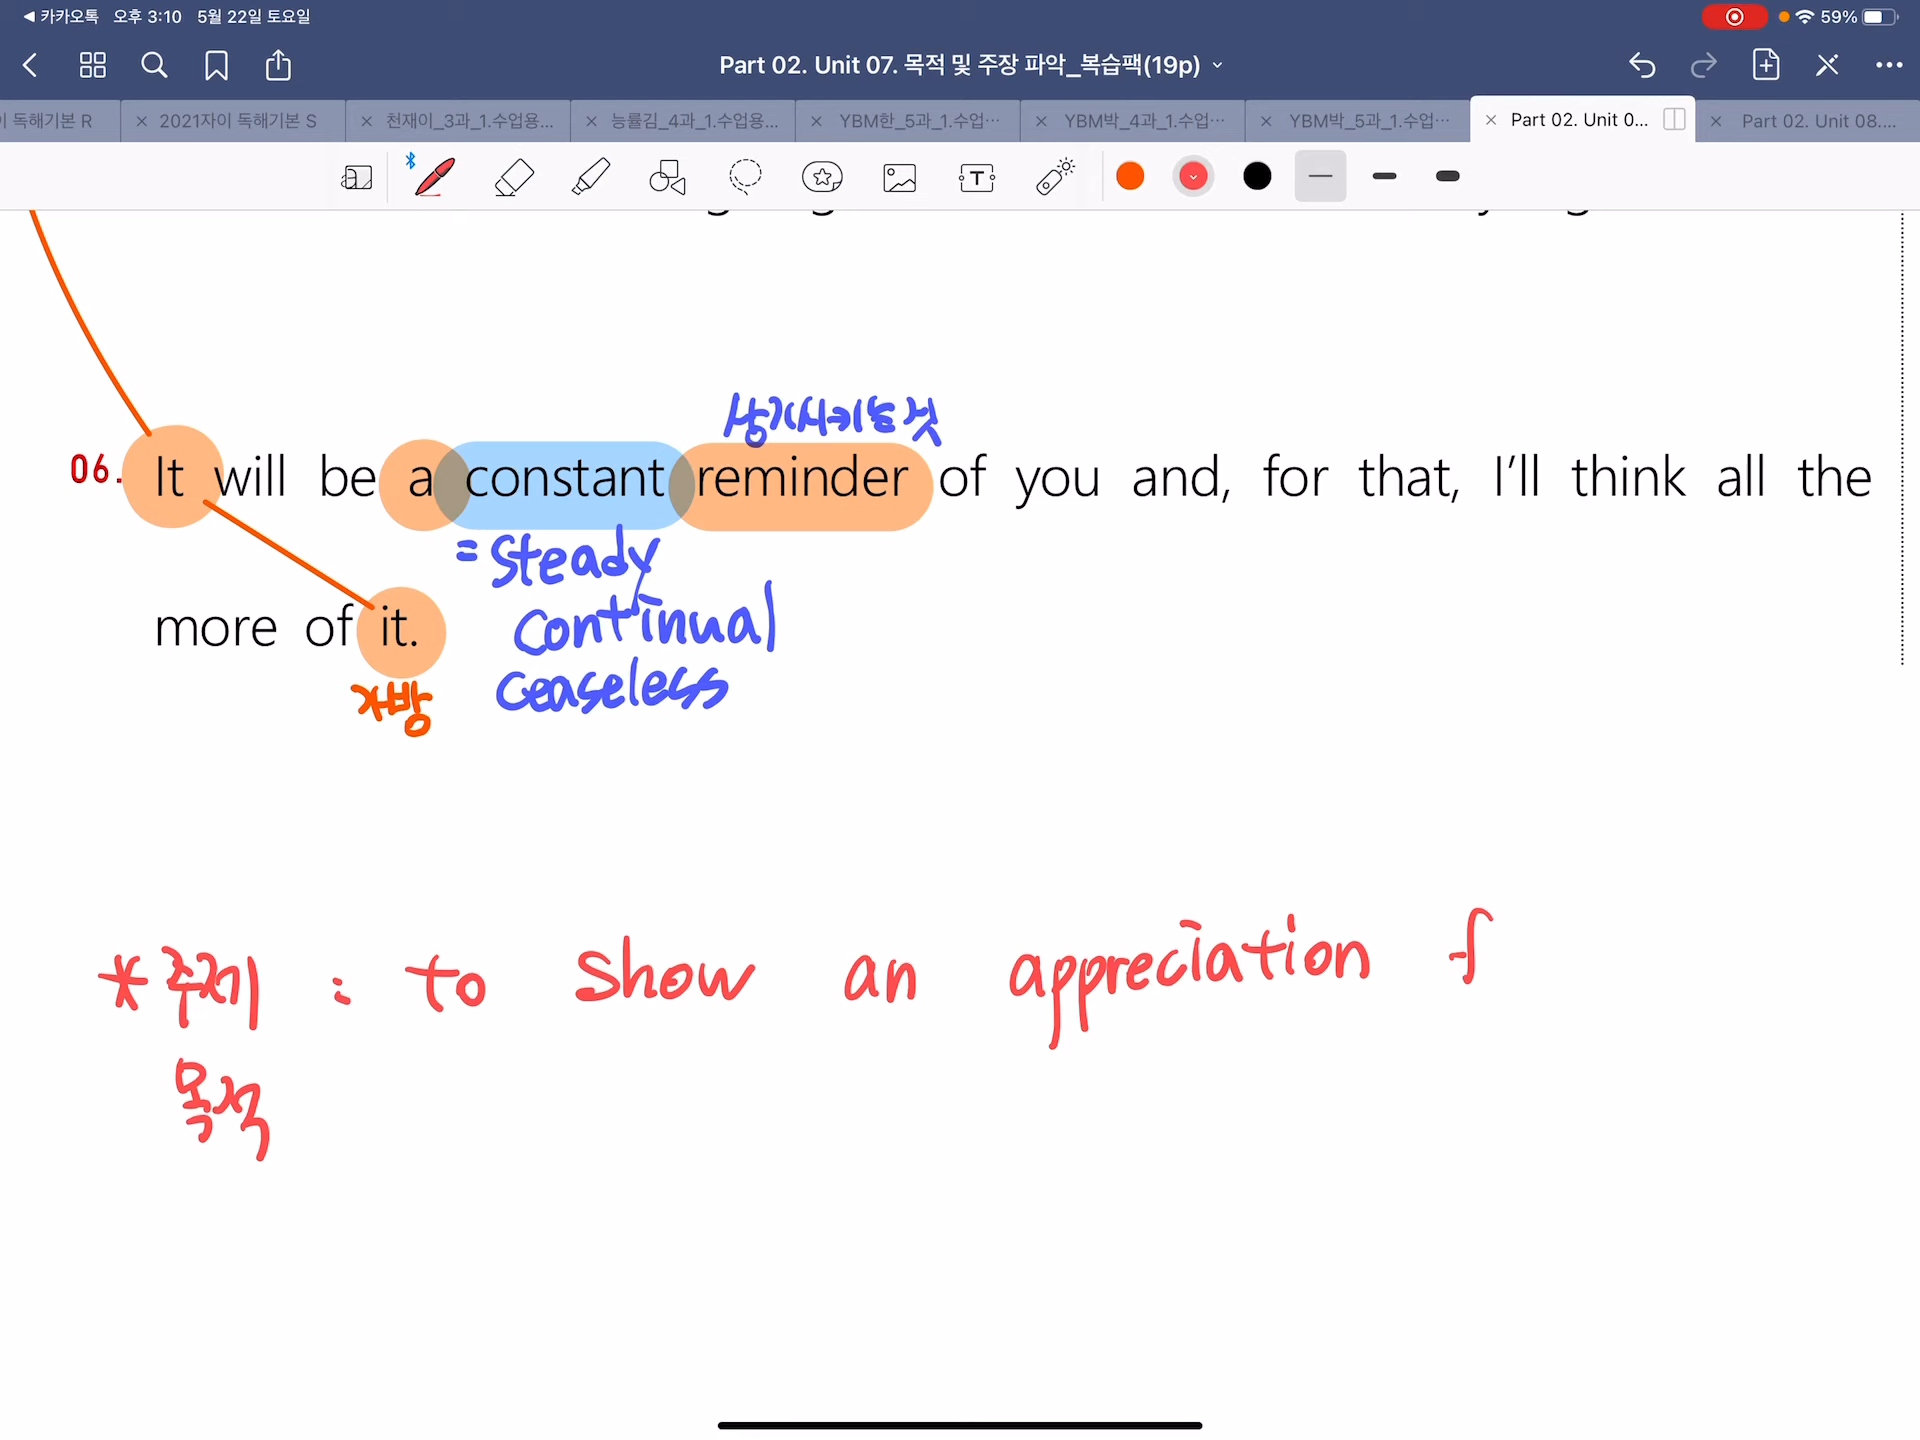 ◀ 카카오톡 오후 3:10 5월 22일 토요일 59%
Part 02. Unit 07. 목적 및 주장 파악_복습팩(19p)
독해기본 R × 2021자이 독해기본 S × 천재이_3과_1.수업용... × 능률김_4과_1.수업용... × YBM한_5과_1.수업... × YBM박_4과_1.수업... × YBM박_5과_1.수업... × Part 02. Unit 0... × Part 02. Unit 08....
상기시키는 것
06. It will be a constant reminder of you and, for that, I'll think all the
= steady
more of it. continual
가방 ceaseless
*주제 : to show an appreciation f
목적